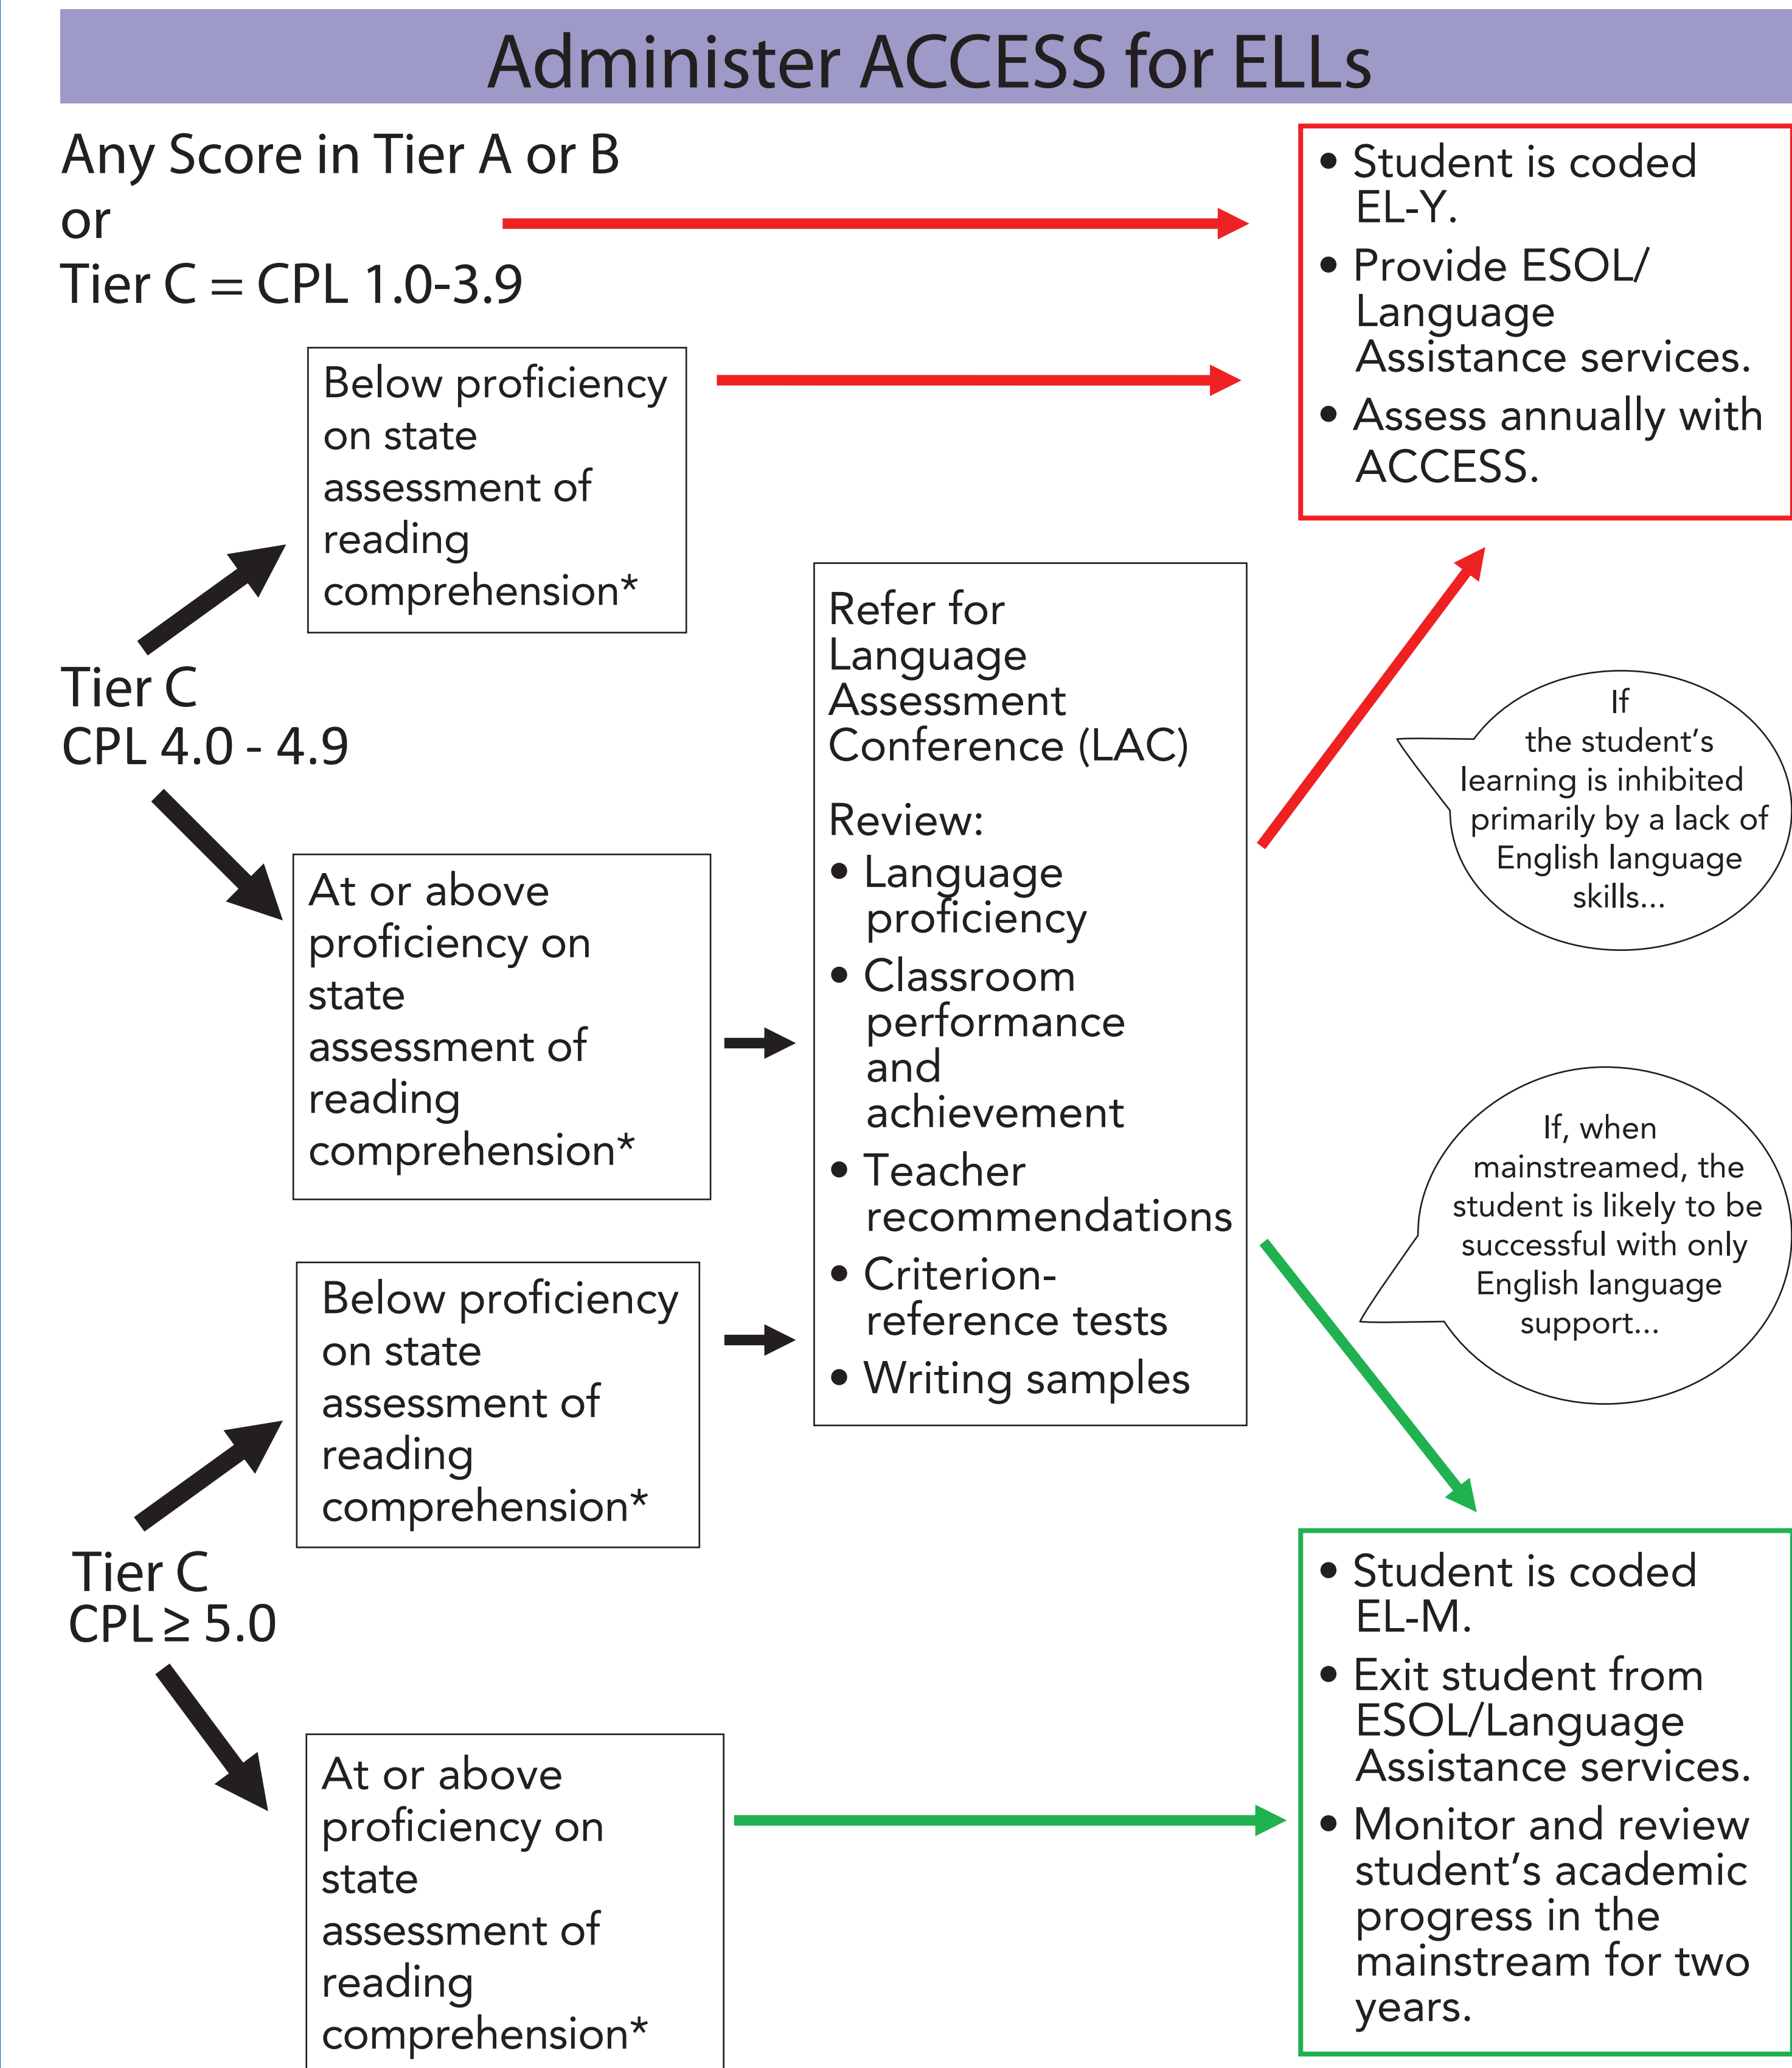 Administer ACCESS for ELLs
Any Score in Tier A or B
or
Tier C = CPL 1.0-3.9
• Student is coded
EL-Y.
• Provide ESOL/
Language
Assistance services.
• Assess annually with
ACCESS.
Below proficiency
on state
assessment of
reading
comprehension*
Tier C
CPL 4.0 - 4.9
At or above
proficiency on
state
assessment of
reading
comprehension*
Refer for
Language
Assessment
Conference (LAC)
Review:
• Language
proficiency
• Classroom
performance
and
achievement
• Teacher
recommendations
• Criterion-
reference tests
• Writing samples
If
the student's
learning is inhibited
primarily by a lack of
English language
skills...
If, when
mainstreamed, the
student is likely to be
successful with only
English language
support...
Below proficiency
on state
assessment of
reading
comprehension*
Tier C
CPL ≥ 5.0
At or above
proficiency on
state
assessment of
reading
comprehension*
• Student is coded
EL-M.
• Exit student from
ESOL/Language
Assistance services.
• Monitor and review
student's academic
progress in the
mainstream for two
years.